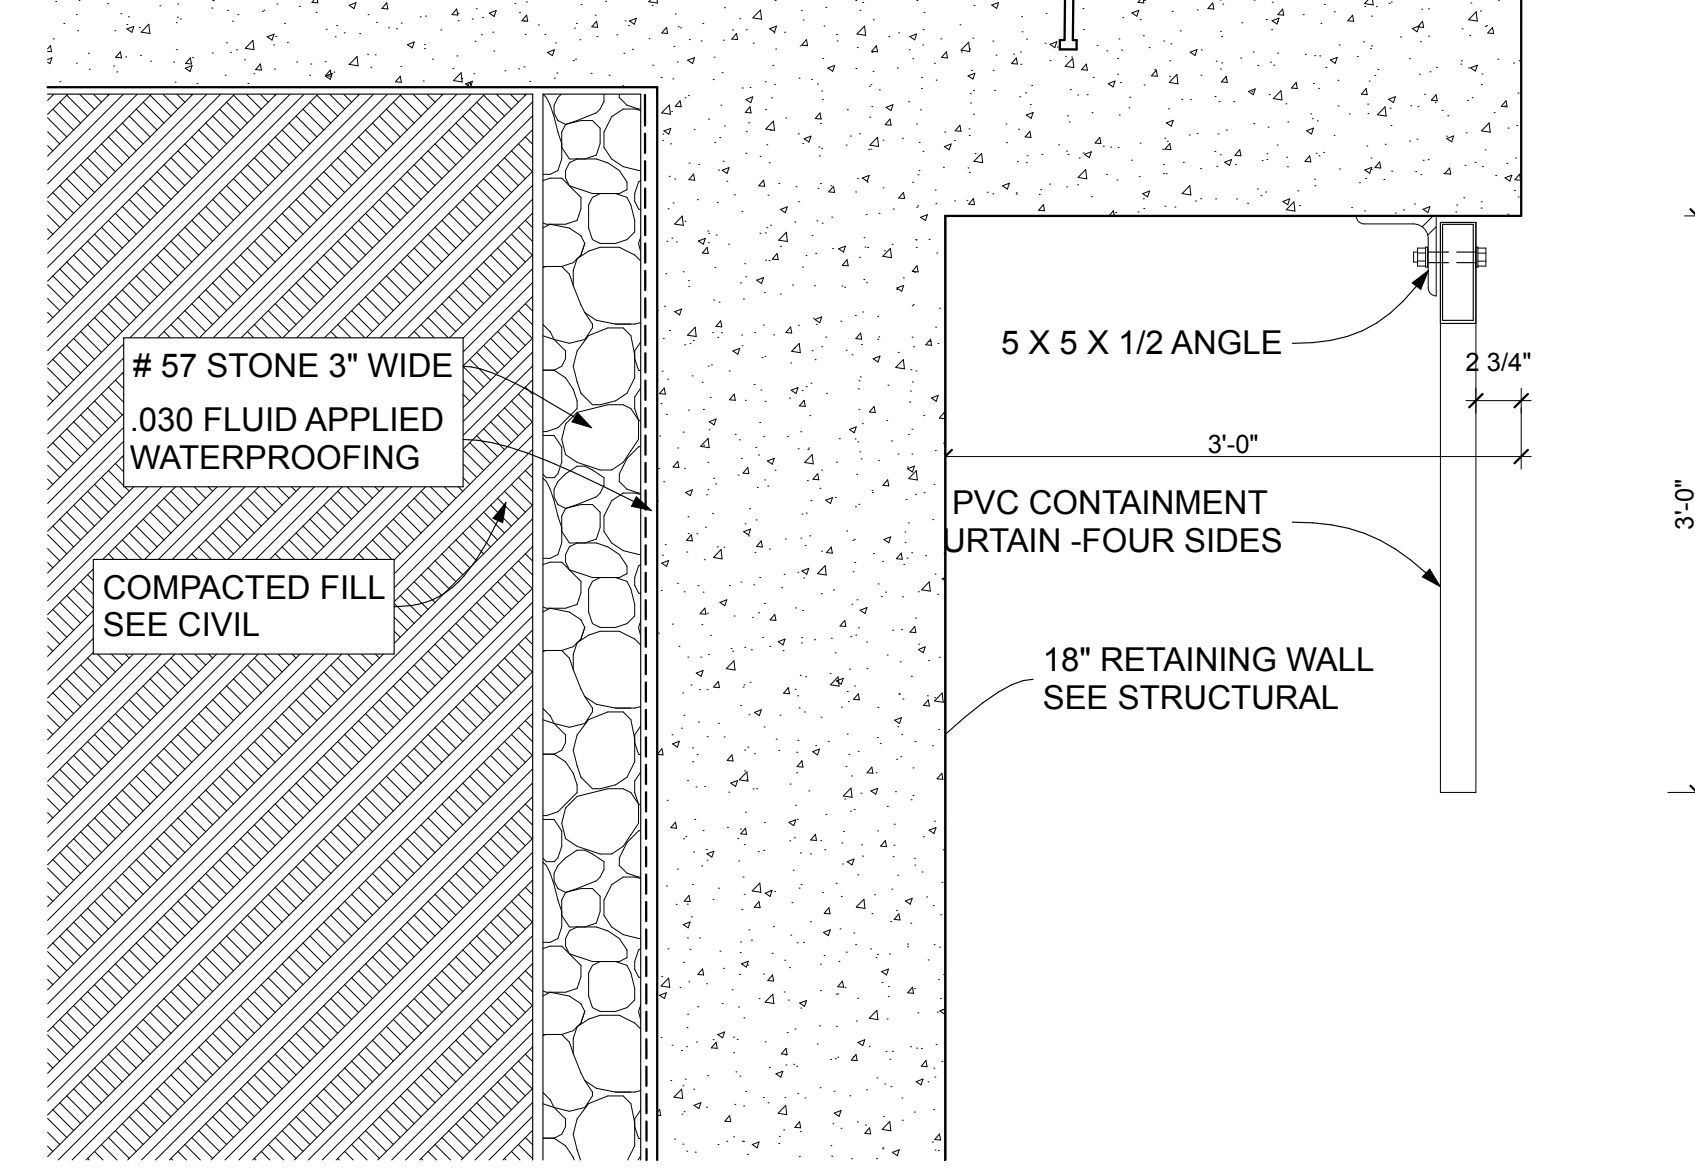 # 57 STONE 3" WIDE
.030 FLUID APPLIED
WATERPROOFING
COMPACTED FILL
SEE CIVIL
5 X 5 X 1/2 ANGLE
2 3/4"
3'-0"
PVC CONTAINMENT
URTAIN -FOUR SIDES
18" RETAINING WALL
SEE STRUCTURAL
3'-0"